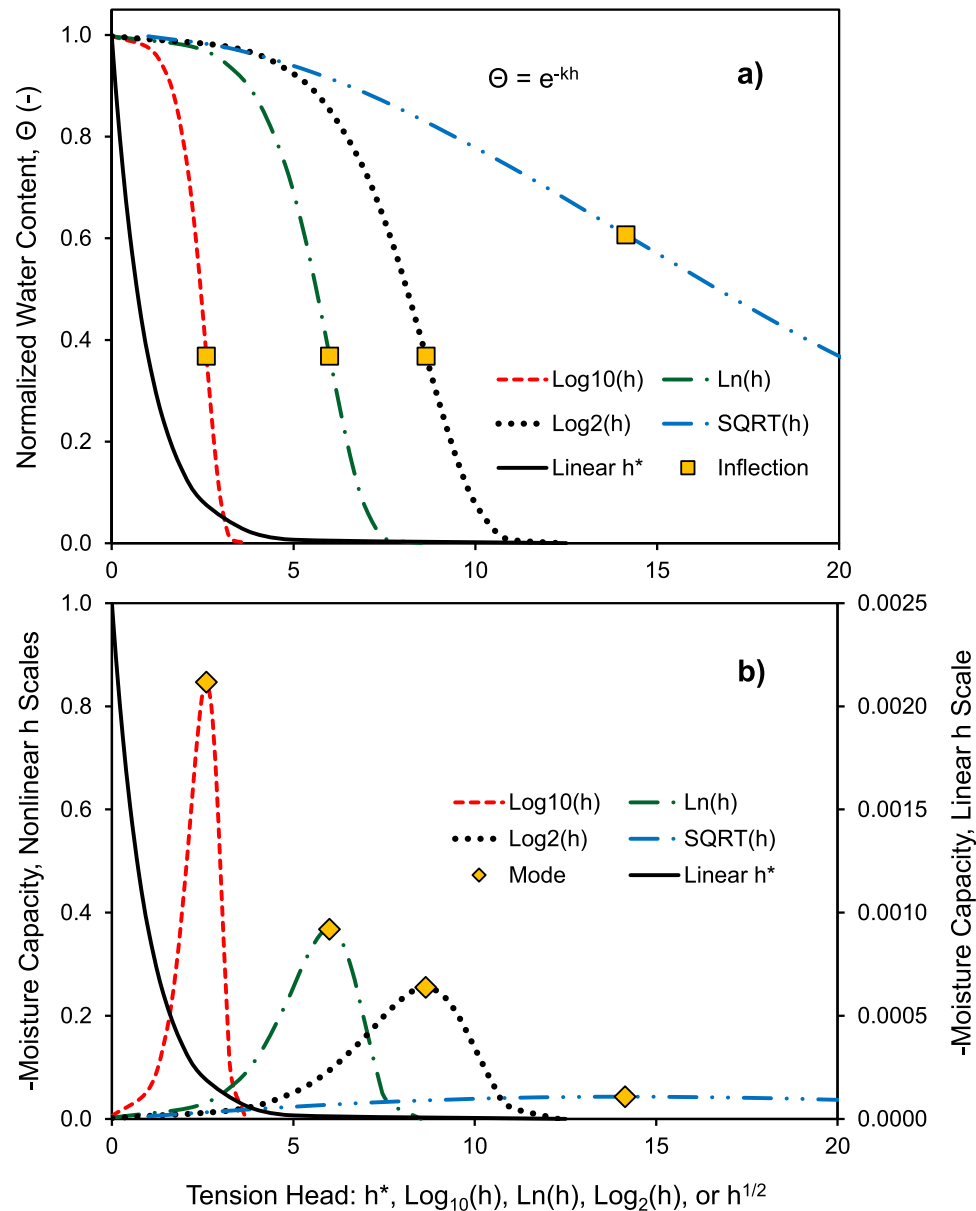 1.0
0.8
0.6
0.4
0.2
0.0
Normalized Water Content, Θ (-)
Θ = e^-kh
a)
Log10(h)
Ln(h)
Log2(h)
SQRT(h)
Linear h*
Inflection
0
5
10
15
20
1.0
0.8
0.6
0.4
0.2
0.0
-Moisture Capacity, Nonlinear h Scales
b)
Log10(h)
Ln(h)
Log2(h)
SQRT(h)
Mode
Linear h*
0.0025
0.0020
0.0015
0.0010
0.0005
0.0000
-Moisture Capacity, Linear h Scale
0
5
10
15
20
Tension Head: h*, Log₁₀(h), Ln(h), Log₂(h), or h^1/2